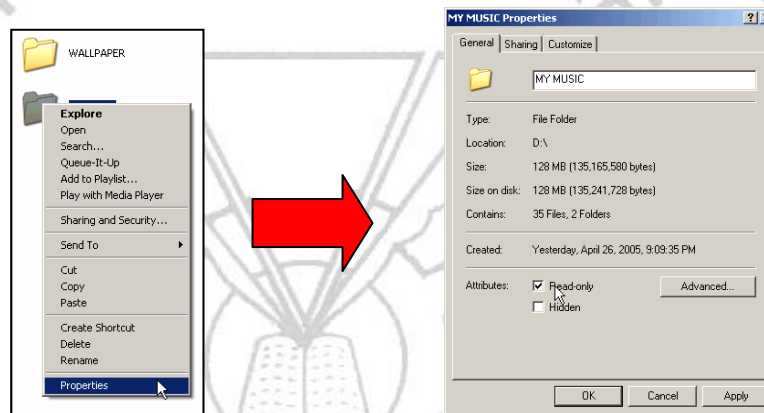 WALLPAPER
Explore
Open
Search...
Queue-It-Up
Add to Playlist...
Play with Media Player
Sharing and Security...
Send To
Cut
Copy
Paste
Create Shortcut
Delete
Rename
Properties
MY MUSIC Properties
General Sharing Customize
MY MUSIC
Type: File Folder
Location: D:\
Size: 128 MB (135,165,580 bytes)
Size on disk: 128 MB (135,241,728 bytes)
Contains: 35 Files, 2 Folders
Created: Yesterday, April 26, 2005, 9:09:35 PM
Attributes: Read-only Advanced...
Hidden
OK Cancel Apply